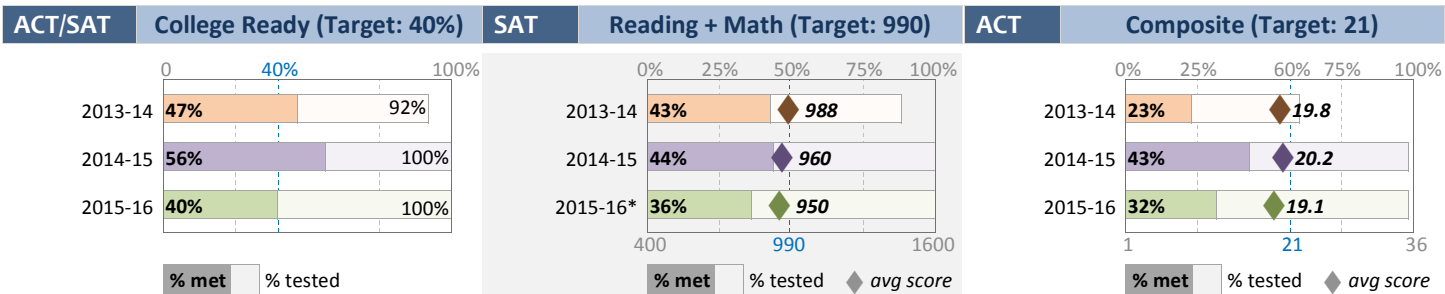 ACT/SAT College Ready (Target: 40%)
0 40% 100%
2013-14 47% 92%
2014-15 56% 100%
2015-16 40% 100%
% met % tested
SAT Reading + Math (Target: 990)
0% 25% 50% 75% 100%
2013-14 43% 988
2014-15 44% 960
2015-16* 36% 950
400 990 1600
% met % tested avg score
ACT Composite (Target: 21)
0% 25% 60% 75% 100%
2013-14 23% 19.8
2014-15 43% 20.2
2015-16 32% 19.1
1 21 36
% met % tested avg score